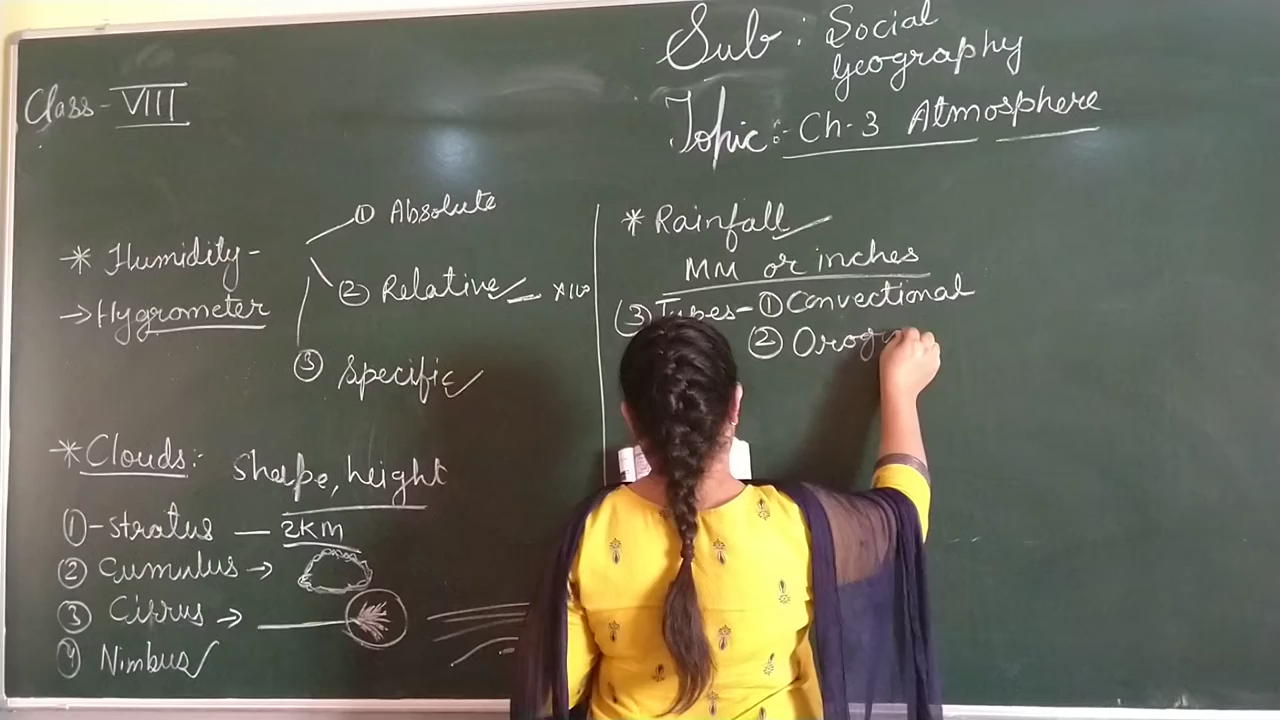 Sub : Social
Geography
Class - VIII
Topic :- Ch-3 Atmosphere
① Absolute
* Humidity -
② Relative ×100
→ Hygrometer
③ Specific
* Clouds :- Shape, height
① - Stratus — 2KM
② Cumulus →
③ Cirrus →
④ Nimbus
* Rainfall
MM or inches
(3) Types - ① Convectional
② Orog